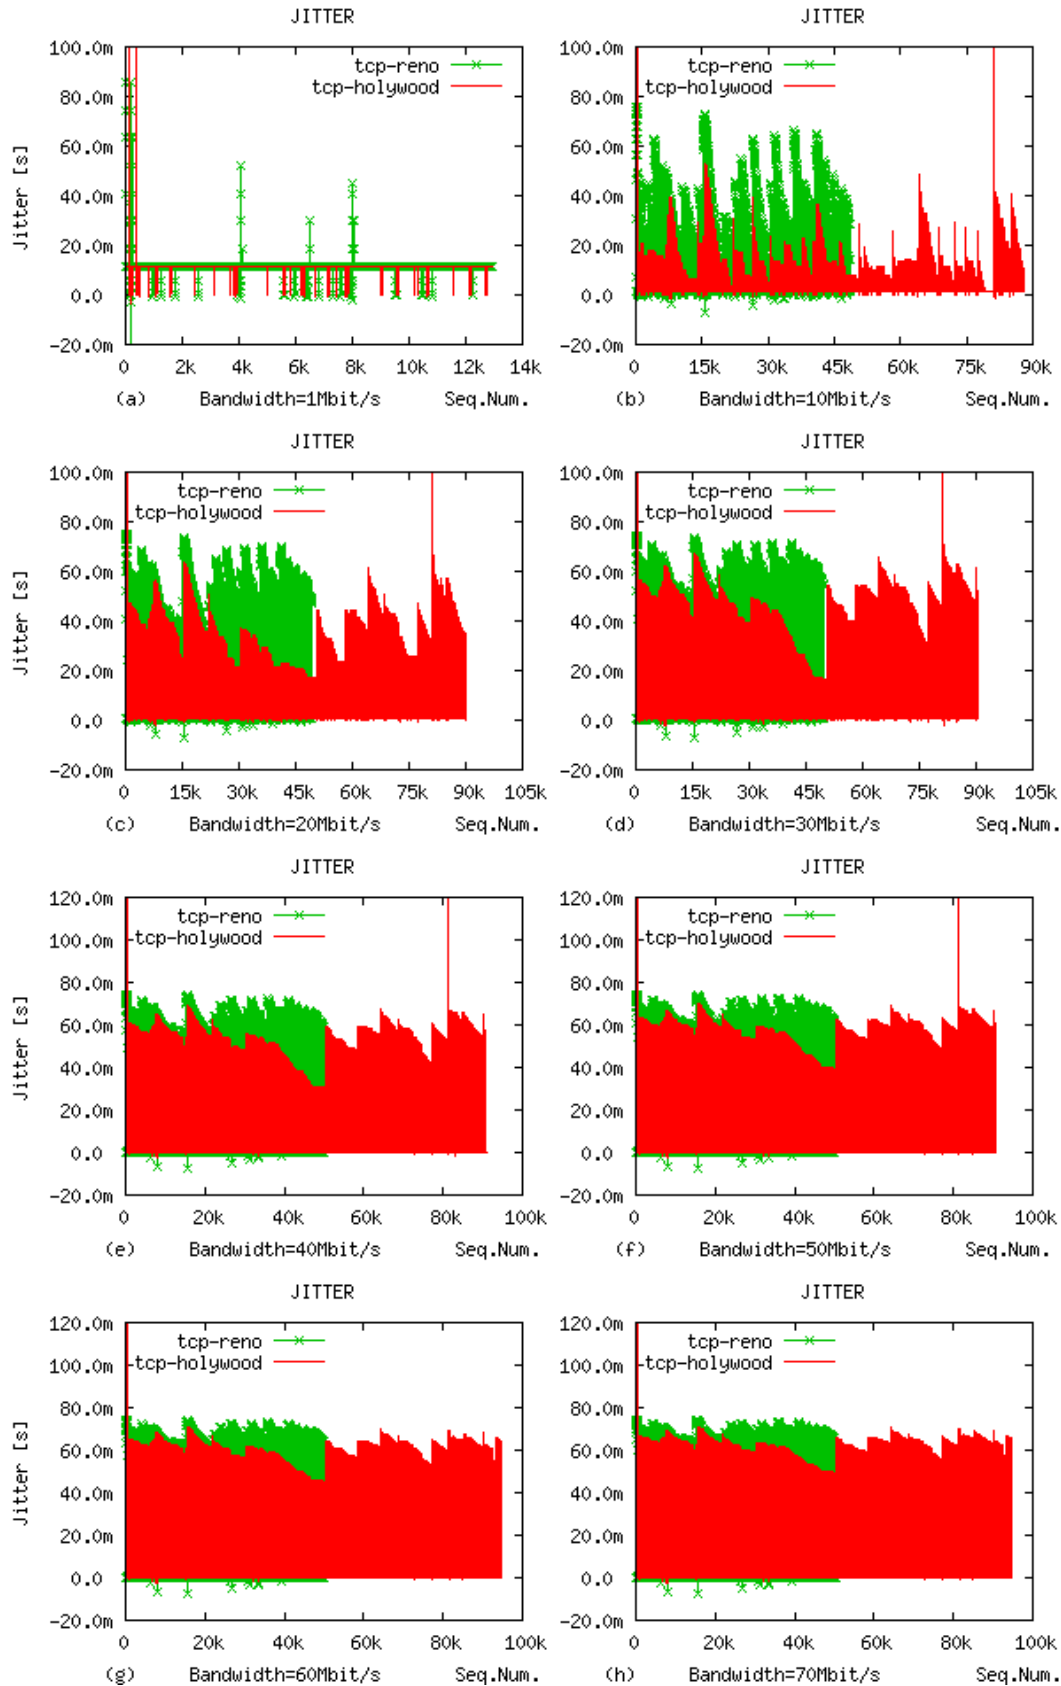 JITTER
100.0m
80.0m
60.0m
40.0m
20.0m
0.0
-20.0m
Jitter [s]
tcp-reno
tcp-holywood
0 2k 4k 6k 8k 10k 12k 14k
(a) Bandwidth=1Mbit/s Seq.Num.
JITTER
100.0m
80.0m
60.0m
40.0m
20.0m
0.0
-20.0m
tcp-reno
tcp-holywood
0 15k 30k 45k 60k 75k 90k
(b) Bandwidth=10Mbit/s Seq.Num.
JITTER
100.0m
80.0m
60.0m
40.0m
20.0m
0.0
-20.0m
Jitter [s]
tcp-reno
tcp-holywood
0 15k 30k 45k 60k 75k 90k 105k
(c) Bandwidth=20Mbit/s Seq.Num.
JITTER
100.0m
80.0m
60.0m
40.0m
20.0m
0.0
-20.0m
tcp-reno
tcp-holywood
0 15k 30k 45k 60k 75k 90k 105k
(d) Bandwidth=30Mbit/s Seq.Num.
JITTER
120.0m
100.0m
80.0m
60.0m
40.0m
20.0m
0.0
-20.0m
Jitter [s]
tcp-reno
tcp-holywood
0 20k 40k 60k 80k 100k
(e) Bandwidth=40Mbit/s Seq.Num.
JITTER
120.0m
100.0m
80.0m
60.0m
40.0m
20.0m
0.0
-20.0m
tcp-reno
tcp-holywood
0 20k 40k 60k 80k 100k
(f) Bandwidth=50Mbit/s Seq.Num.
JITTER
120.0m
100.0m
80.0m
60.0m
40.0m
20.0m
0.0
-20.0m
Jitter [s]
tcp-reno
tcp-holywood
0 20k 40k 60k 80k 100k
(g) Bandwidth=60Mbit/s Seq.Num.
JITTER
120.0m
100.0m
80.0m
60.0m
40.0m
20.0m
0.0
-20.0m
tcp-reno
tcp-holywood
0 20k 40k 60k 80k 100k
(h) Bandwidth=70Mbit/s Seq.Num.